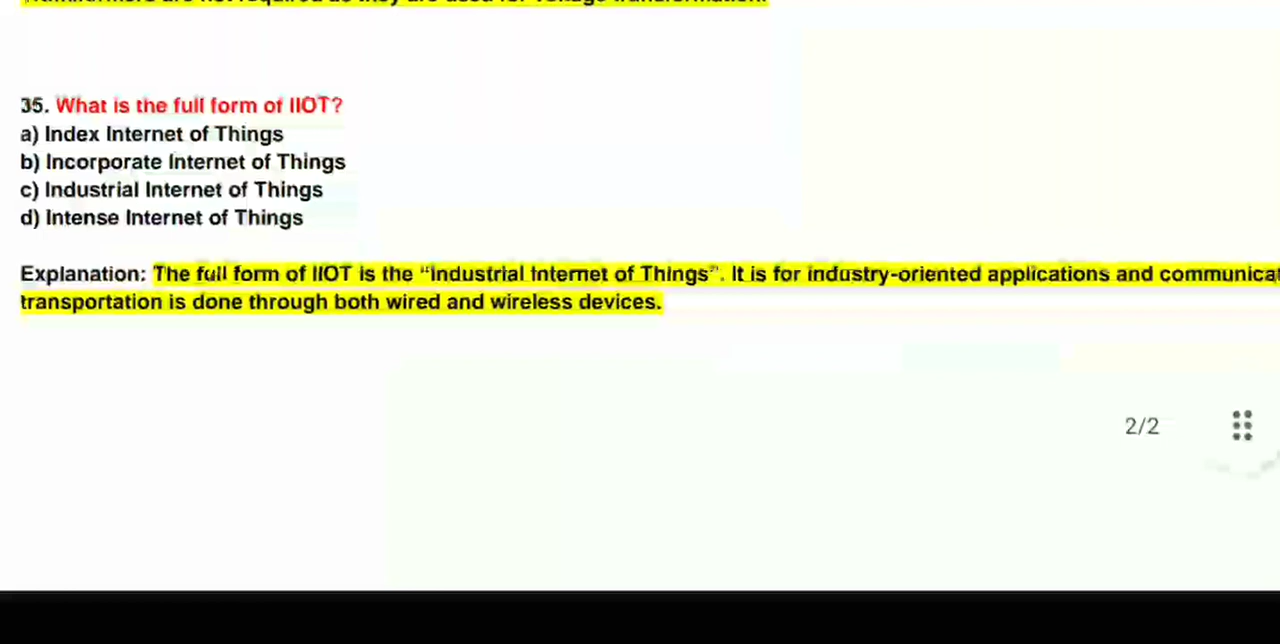 35. What is the full form of IIOT?
a) Index Internet of Things
b) Incorporate Internet of Things
c) Industrial Internet of Things
d) Intense Internet of Things
Explanation: The full form of IIOT is the “Industrial Internet of Things”. It is for industry-oriented applications and communicat
transportation is done through both wired and wireless devices.
2/2